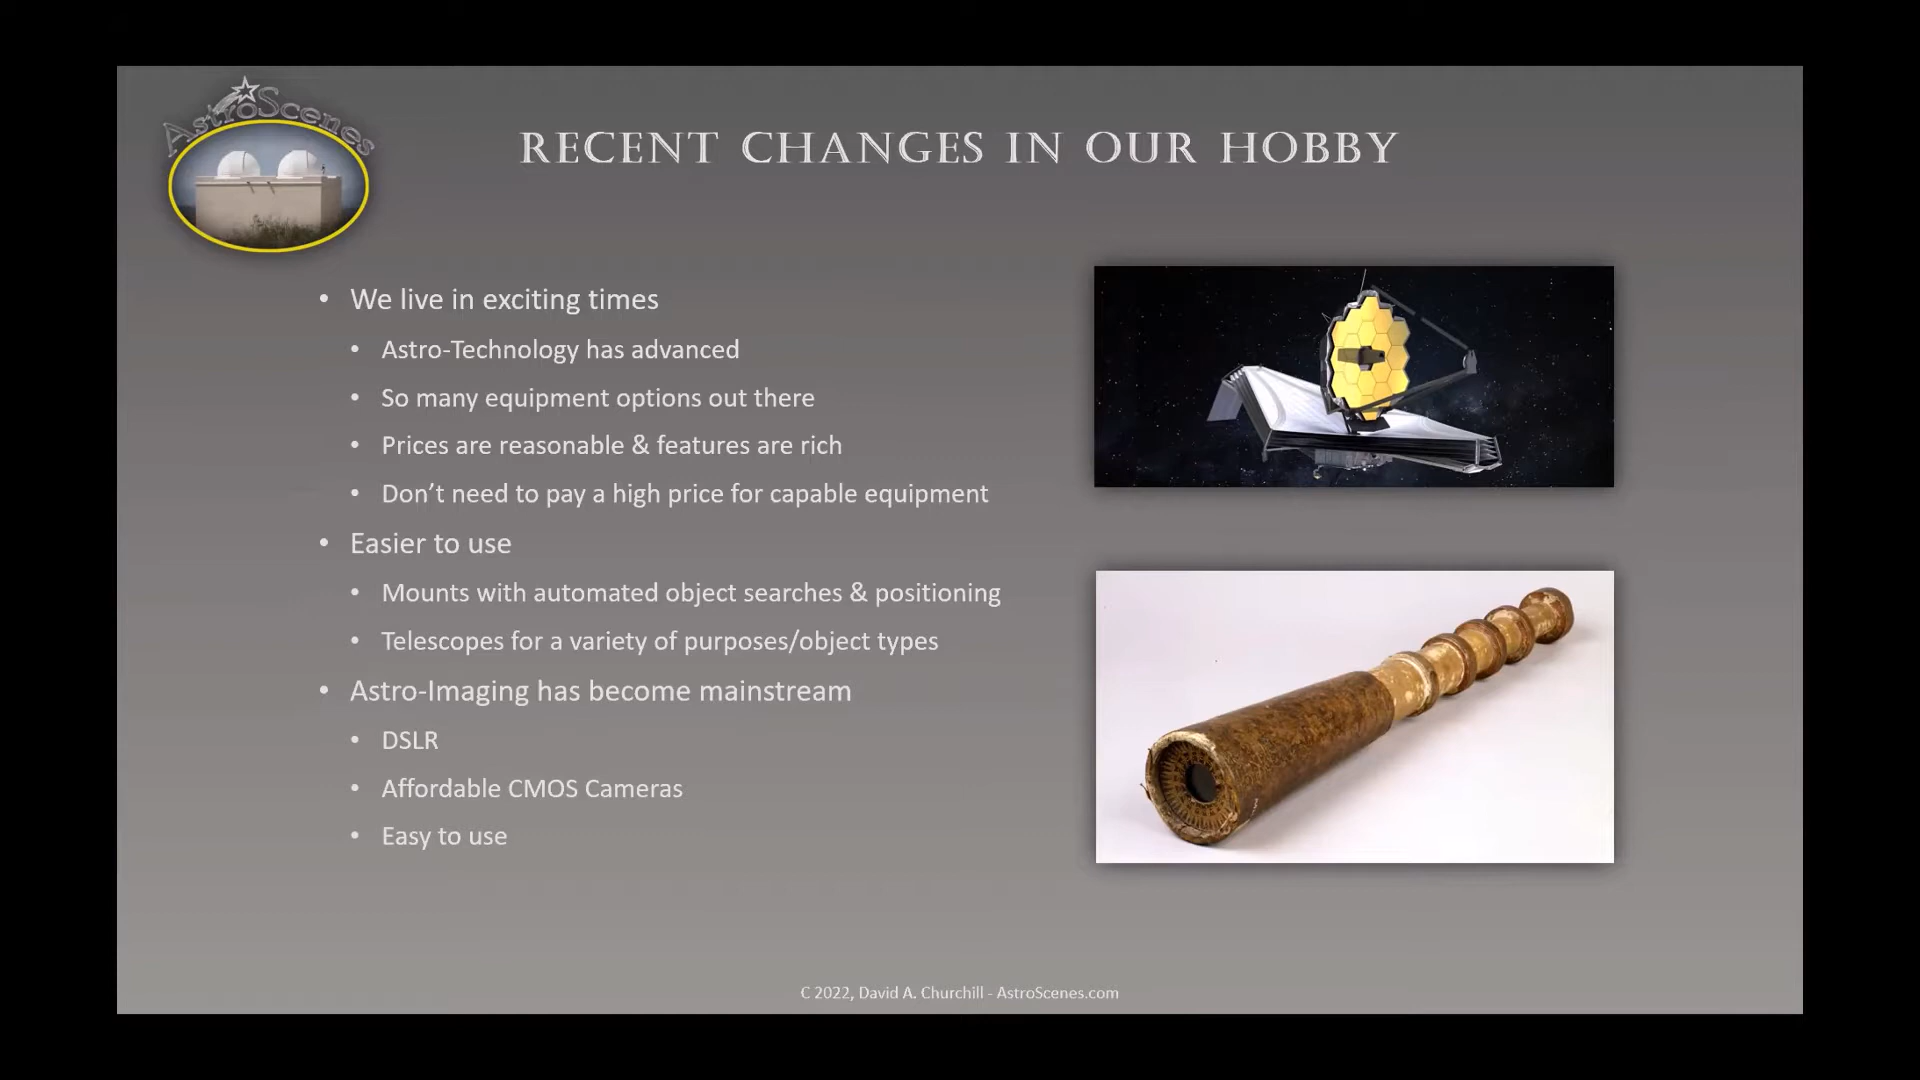 AstroScenes
RECENT CHANGES IN OUR HOBBY
• We live in exciting times
• Astro-Technology has advanced
• So many equipment options out there
• Prices are reasonable & features are rich
• Don’t need to pay a high price for capable equipment
• Easier to use
• Mounts with automated object searches & positioning
• Telescopes for a variety of purposes/object types
• Astro-Imaging has become mainstream
• DSLR
• Affordable CMOS Cameras
• Easy to use
C 2022, David A. Churchill - AstroScenes.com